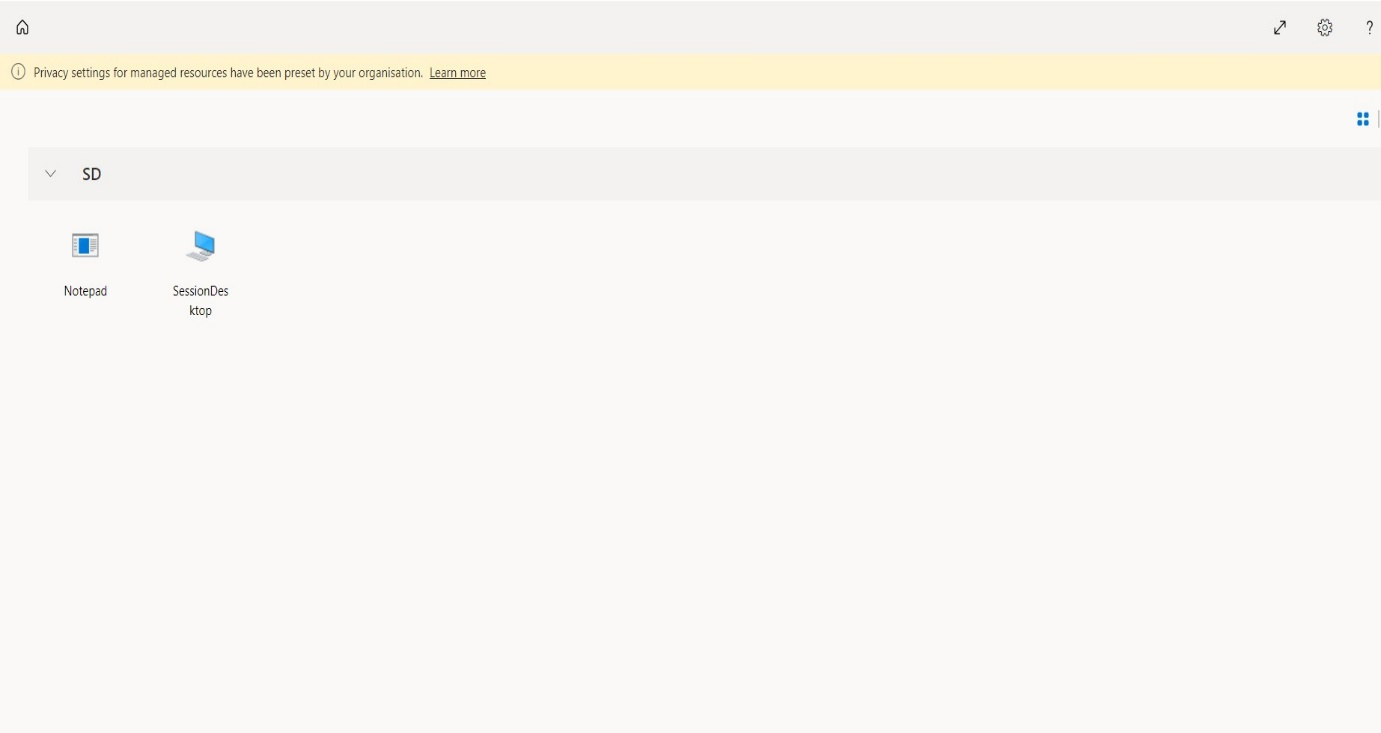 ?
Privacy settings for managed resources have been preset by your organisation. Learn more
SD
Notepad
SessionDes
ktop